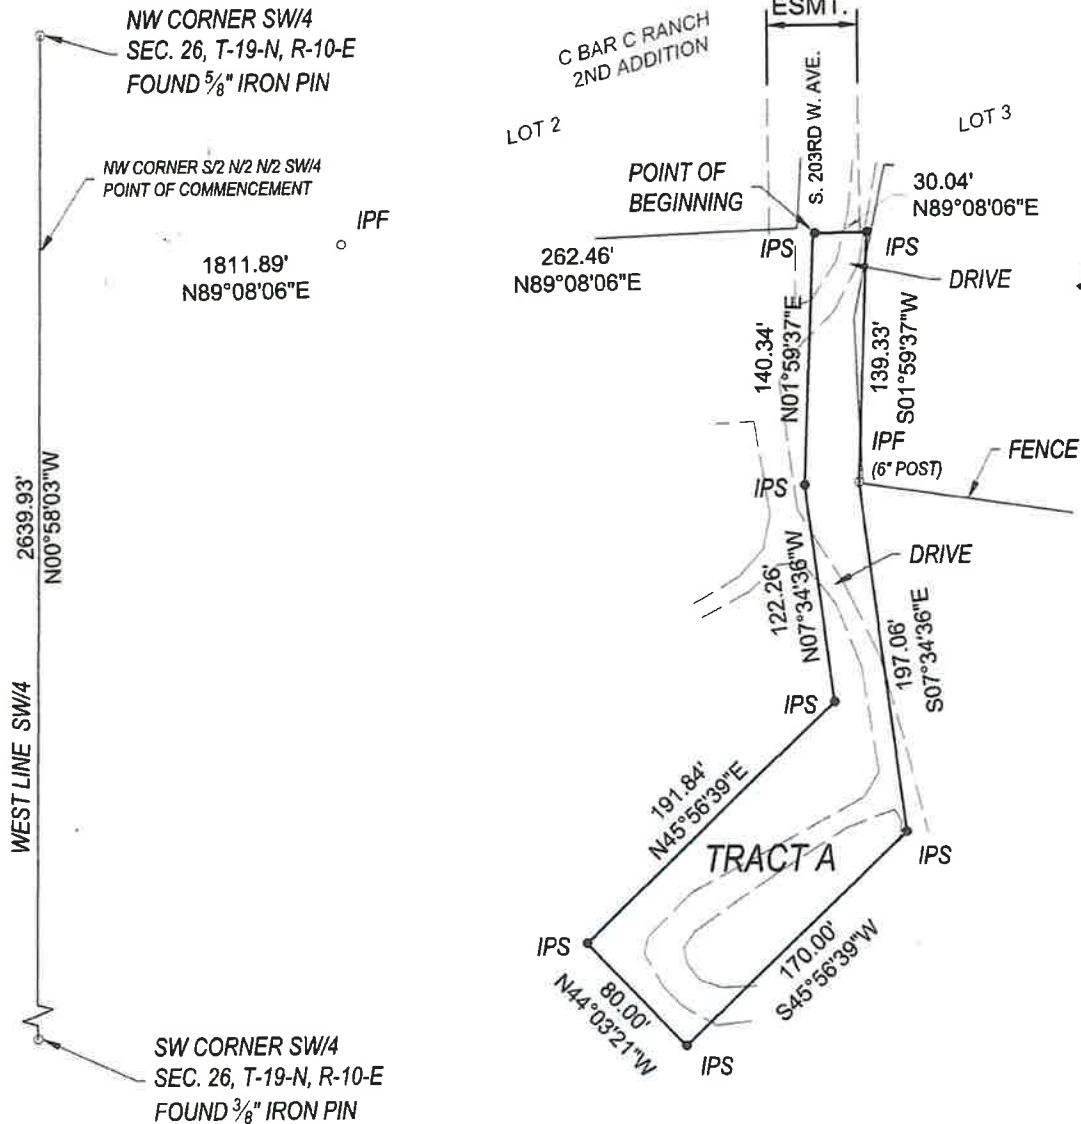 NW CORNER SW/4
SEC. 26, T-19-N, R-10-E
FOUND ⅝" IRON PIN
ESMT.
C BAR C RANCH
2ND ADDITION
S. 203RD W. AVE.
LOT 2
LOT 3
NW CORNER S/2 N/2 N/2 SW/4
POINT OF COMMENCEMENT
POINT OF
BEGINNING
30.04'
N89°08'06"E
IPF
IPS
IPS
1811.89'
N89°08'06"E
262.46'
N89°08'06"E
DRIVE
140.34'
N01°59'37"E
139.33'
S01°59'37"W
IPF
(6" POST)
FENCE
IPS
2639.93'
N00°58'03"W
DRIVE
122.26'
N07°34'36"W
197.06'
S07°34'36"E
IPS
WEST LINE SW/4
191.84'
N45°56'39"E
TRACT A
IPS
IPS
170.00'
S45°56'39"W
80.00'
N44°03'21"W
IPS
SW CORNER SW/4
SEC. 26, T-19-N, R-10-E
FOUND ⅜" IRON PIN